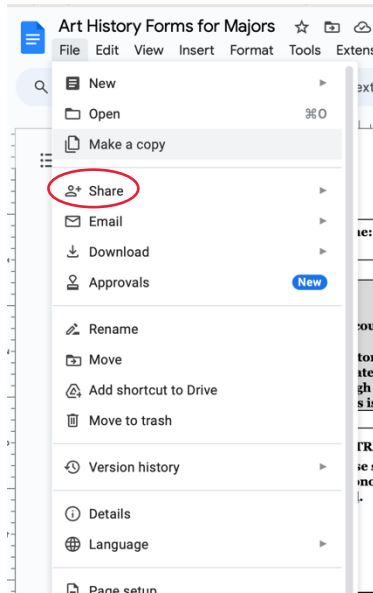 Art History Forms for Majors
File Edit View Insert Format Tools Extens
New
Open ⌘O
Make a copy
Share
Email
Download
Approvals New
Rename
Move
Add shortcut to Drive
Move to trash
Version history
Details
Language
Page setup